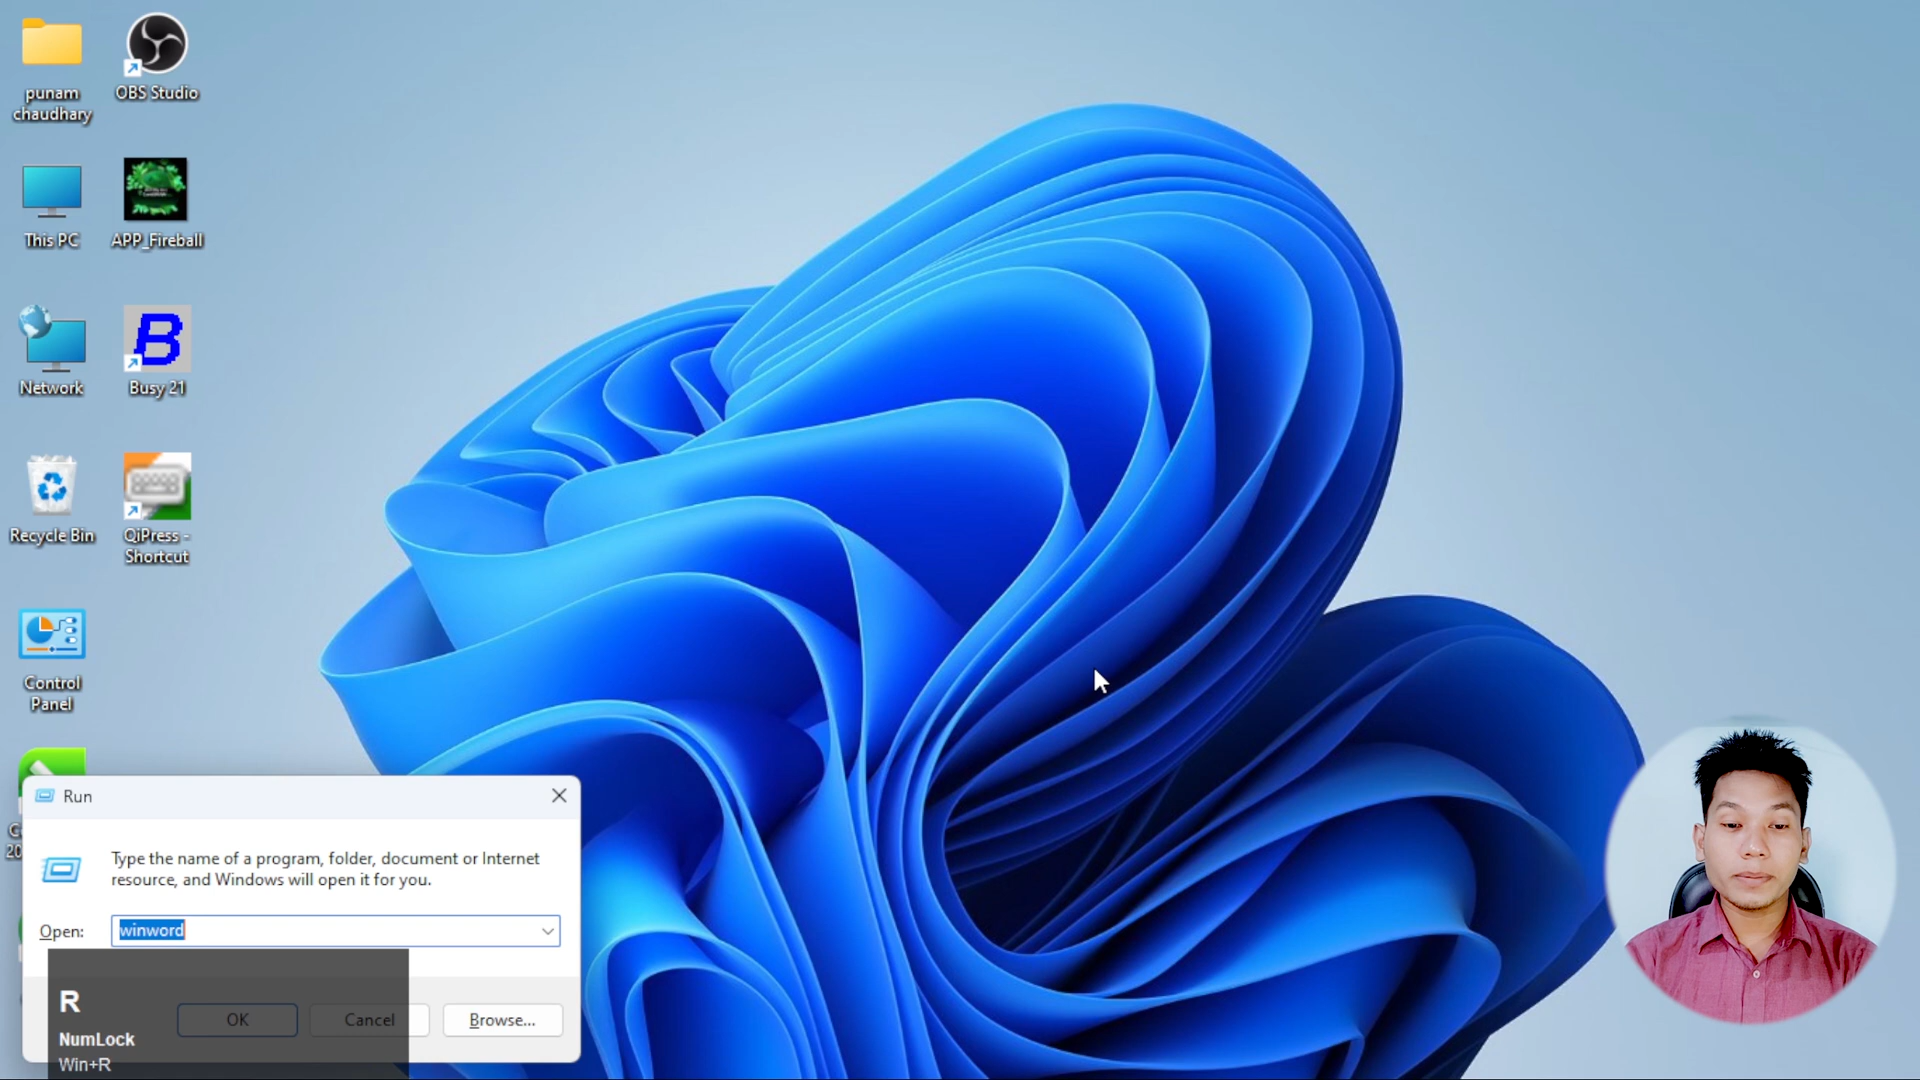 punam
chaudhary
OBS Studio
This PC
APP_Fireball
Network
Busy 21
Recycle Bin
QiPress -
Shortcut
Control
Panel
Run
Type the name of a program, folder, document or Internet
resource, and Windows will open it for you.
Open:
winword
OK
Cancel
Browse...
R
NumLock
Win+R